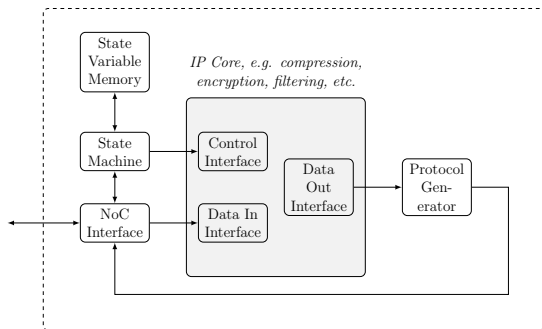 State
Variable
Memory
IP Core, e.g. compression,
encryption, filtering, etc.
State
Machine
Control
Interface
Data
Out
Interface
Protocol
Gen-
erator
NoC
Interface
Data In
Interface